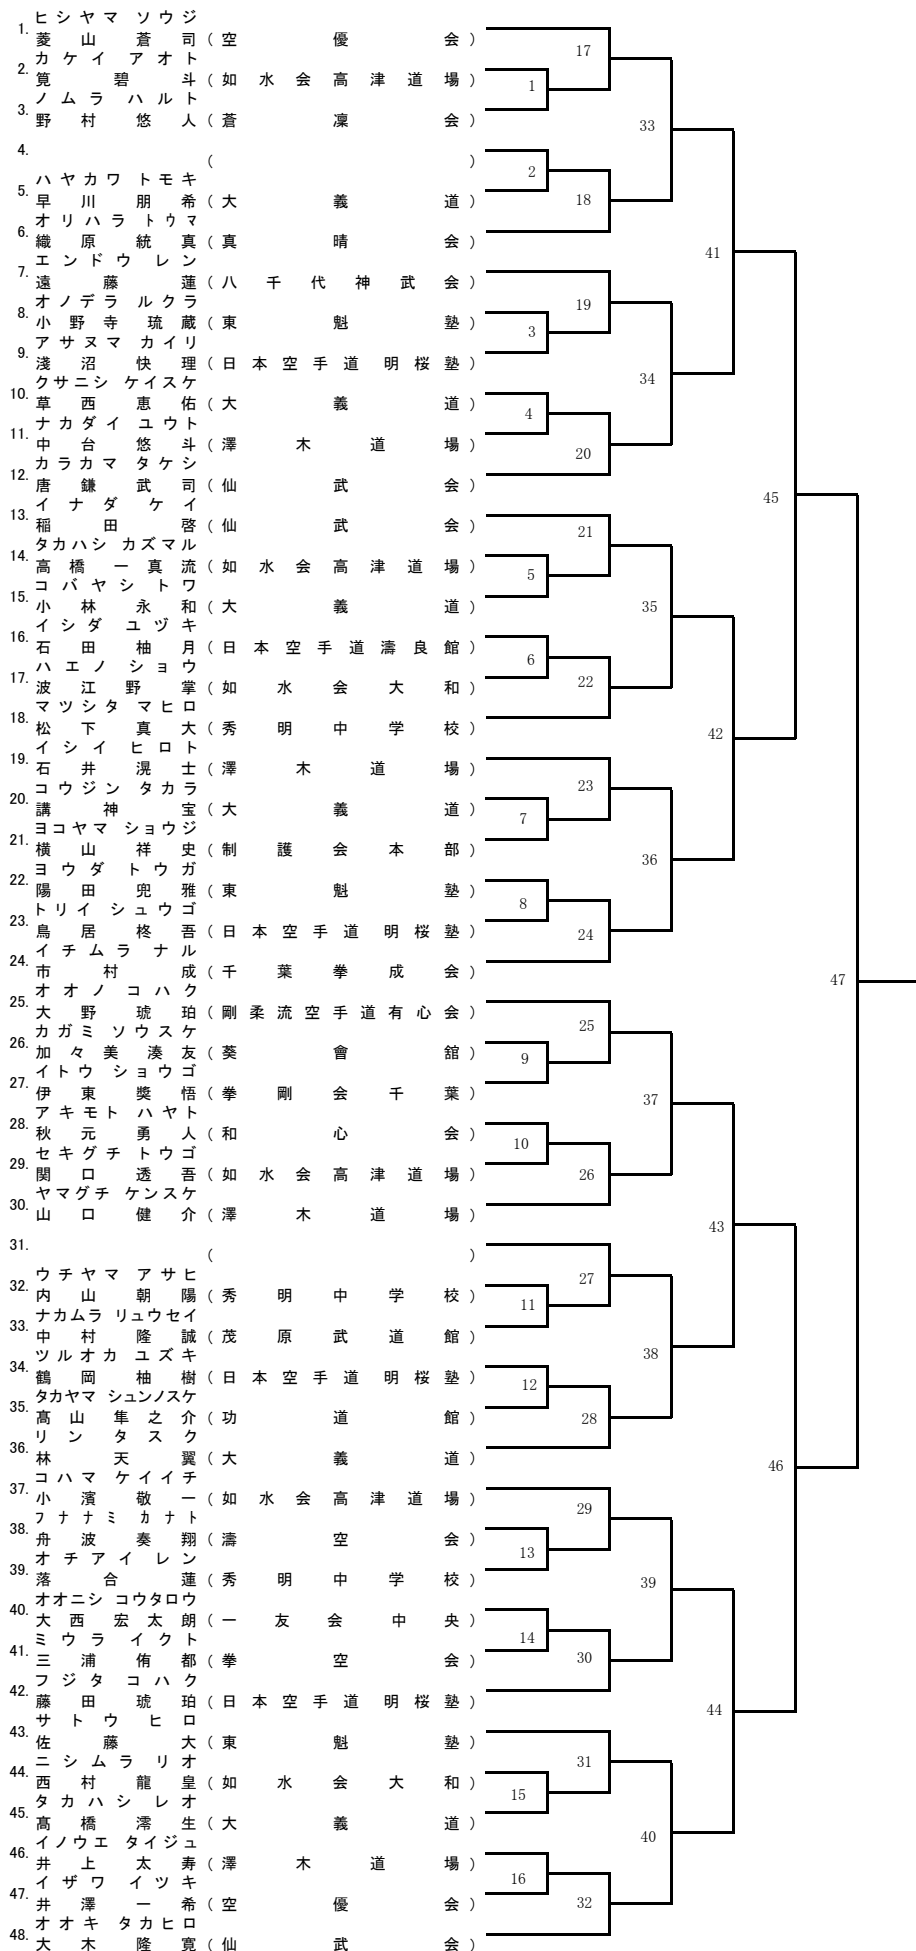 ヒシヤマ ソウジ
1. 菱山蒼司 (空優会)
カケイ アオト
2. 筧碧斗 (如水会高津道場)
ノムラ ハルト
3. 野村悠人 (蒼凜会)
4. ( )
ハヤカワ トモキ
5. 早川朋希 (大義道)
オリハラ トウマ
6. 織原統真 (真晴会)
エンドウ レン
7. 遠藤蓮 (八千代神武会)
オノデラ ルクラ
8. 小野寺琉蔵 (東魁塾)
アサヌマ カイリ
9. 淺沼快理 (日本空手道 明桜塾)
クサニシ ケイスケ
10. 草西恵佑 (大義道)
ナカダイ ユウト
11. 中台悠斗 (澤木道場)
カラカマ タケシ
12. 唐鎌武司 (仙武会)
イナダ ケイ
13. 稲田啓 (仙武会)
タカハシ カズマル
14. 高橋一真流 (如水会高津道場)
コバヤシ トワ
15. 小林永和 (大義道)
イシダ ユヅキ
16. 石田柚月 (日本空手道濤良館)
ハエノ ショウ
17. 波江野掌 (如水会大和)
マツシタ マヒロ
18. 松下真大 (秀明中学校)
イシイ ヒロト
19. 石井滉士 (澤木道場)
コウジン タカラ
20. 講神宝 (大義道)
ヨコヤマ ショウジ
21. 横山祥史 (制護会本部)
ヨウダ トウガ
22. 陽田兜雅 (東魁塾)
トリイ シュウゴ
23. 鳥居柊吾 (日本空手道 明桜塾)
イチムラ ナル
24. 市村成 (千葉拳成会)
オオノ コハク
25. 大野琥珀 (剛柔流空手道有心会)
カガミ ソウスケ
26. 加々美湊友 (葵會舘)
イトウ ショウゴ
27. 伊東奬悟 (拳剛会千葉)
アキモト ハヤト
28. 秋元勇人 (和心会)
セキグチ トウゴ
29. 関口透吾 (如水会高津道場)
ヤマグチ ケンスケ
30. 山口健介 (澤木道場)
31. ( )
ウチヤマ アサヒ
32. 内山朝陽 (秀明中学校)
ナカムラ リュウセイ
33. 中村隆誠 (茂原武道館)
ツルオカ ユズキ
34. 鶴岡柚樹 (日本空手道 明桜塾)
タカヤマ シュンノスケ
35. 髙山隼之介 (功道館)
リン タスク
36. 林天翼 (大義道)
コハマ ケイイチ
37. 小濱敬一 (如水会高津道場)
フナナミ カナト
38. 舟波奏翔 (濤空会)
オチアイ レン
39. 落合蓮 (秀明中学校)
オオニシ コウタロウ
40. 大西宏太朗 (一友会中央)
ミウラ イクト
41. 三浦侑都 (拳空会)
フジタ コハク
42. 藤田琥珀 (日本空手道 明桜塾)
サトウ ヒロ
43. 佐藤大 (東魁塾)
ニシムラ リオ
44. 西村龍皇 (如水会大和)
タカハシ レオ
45. 髙橋澪生 (大義道)
イノウエ タイジュ
46. 井上太寿 (澤木道場)
イザワ イツキ
47. 井澤一希 (空優会)
オオキ タカヒロ
48. 大木隆寛 (仙武会)
1
2
3
4
5
6
7
8
9
10
11
12
13
14
15
16
17
18
19
20
21
22
23
24
25
26
27
28
29
30
31
32
33
34
35
36
37
38
39
40
41
42
43
44
45
46
47